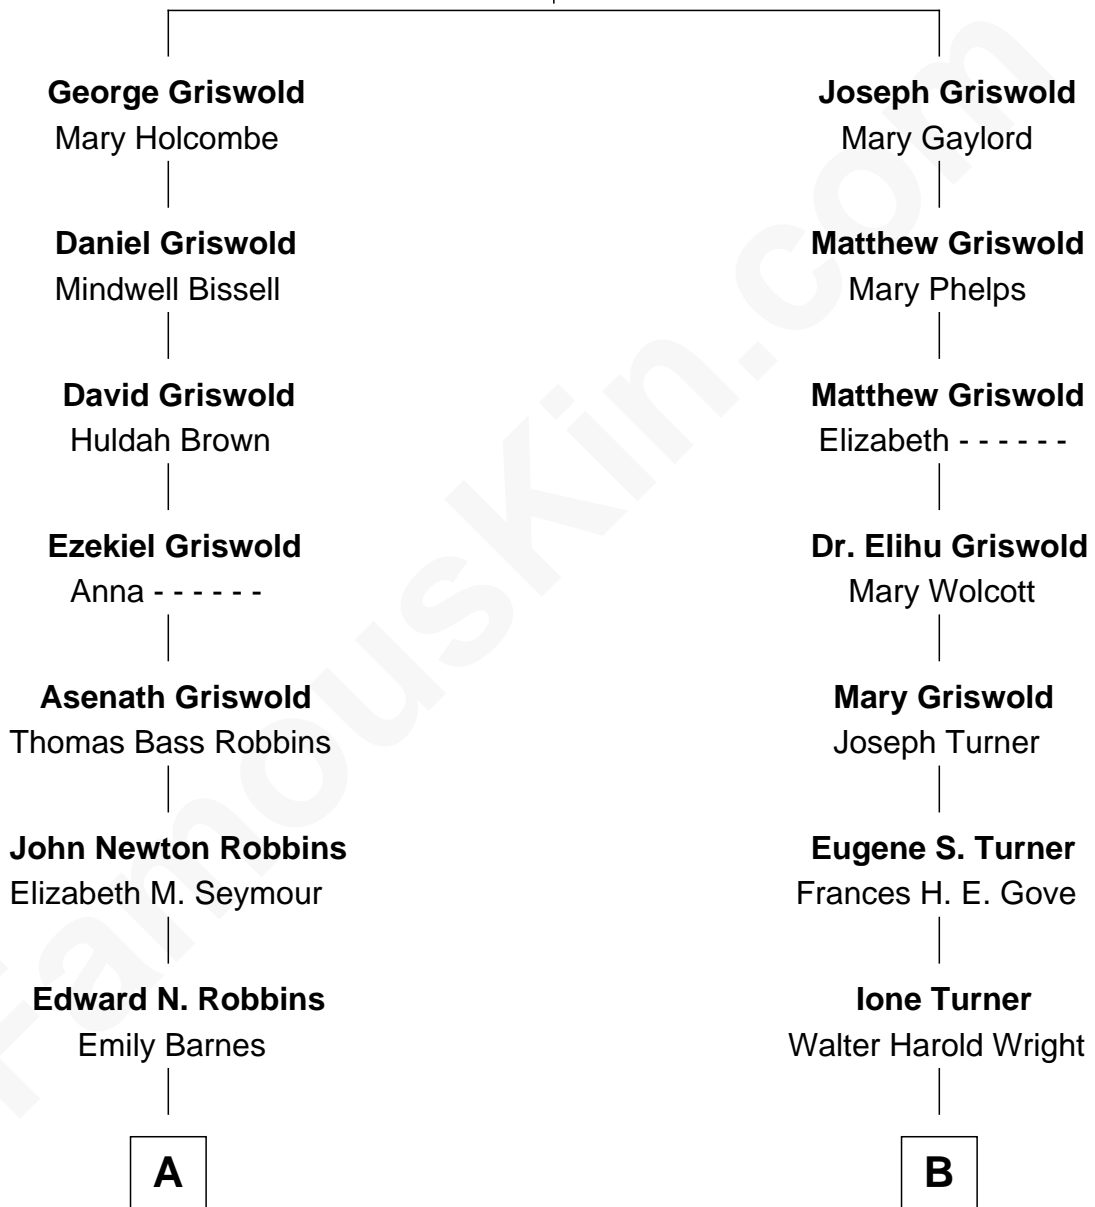 George Griswold
Mary Holcombe
Daniel Griswold
Mindwell Bissell
David Griswold
Huldah Brown
Ezekiel Griswold
Anna - - - - - -
Asenath Griswold
Thomas Bass Robbins
John Newton Robbins
Elizabeth M. Seymour
Edward N. Robbins
Emily Barnes
A
Joseph Griswold
Mary Gaylord
Matthew Griswold
Mary Phelps
Matthew Griswold
Elizabeth - - - - - -
Dr. Elihu Griswold
Mary Wolcott
Mary Griswold
Joseph Turner
Eugene S. Turner
Frances H. E. Gove
Ione Turner
Walter Harold Wright
B
FamousKin.com